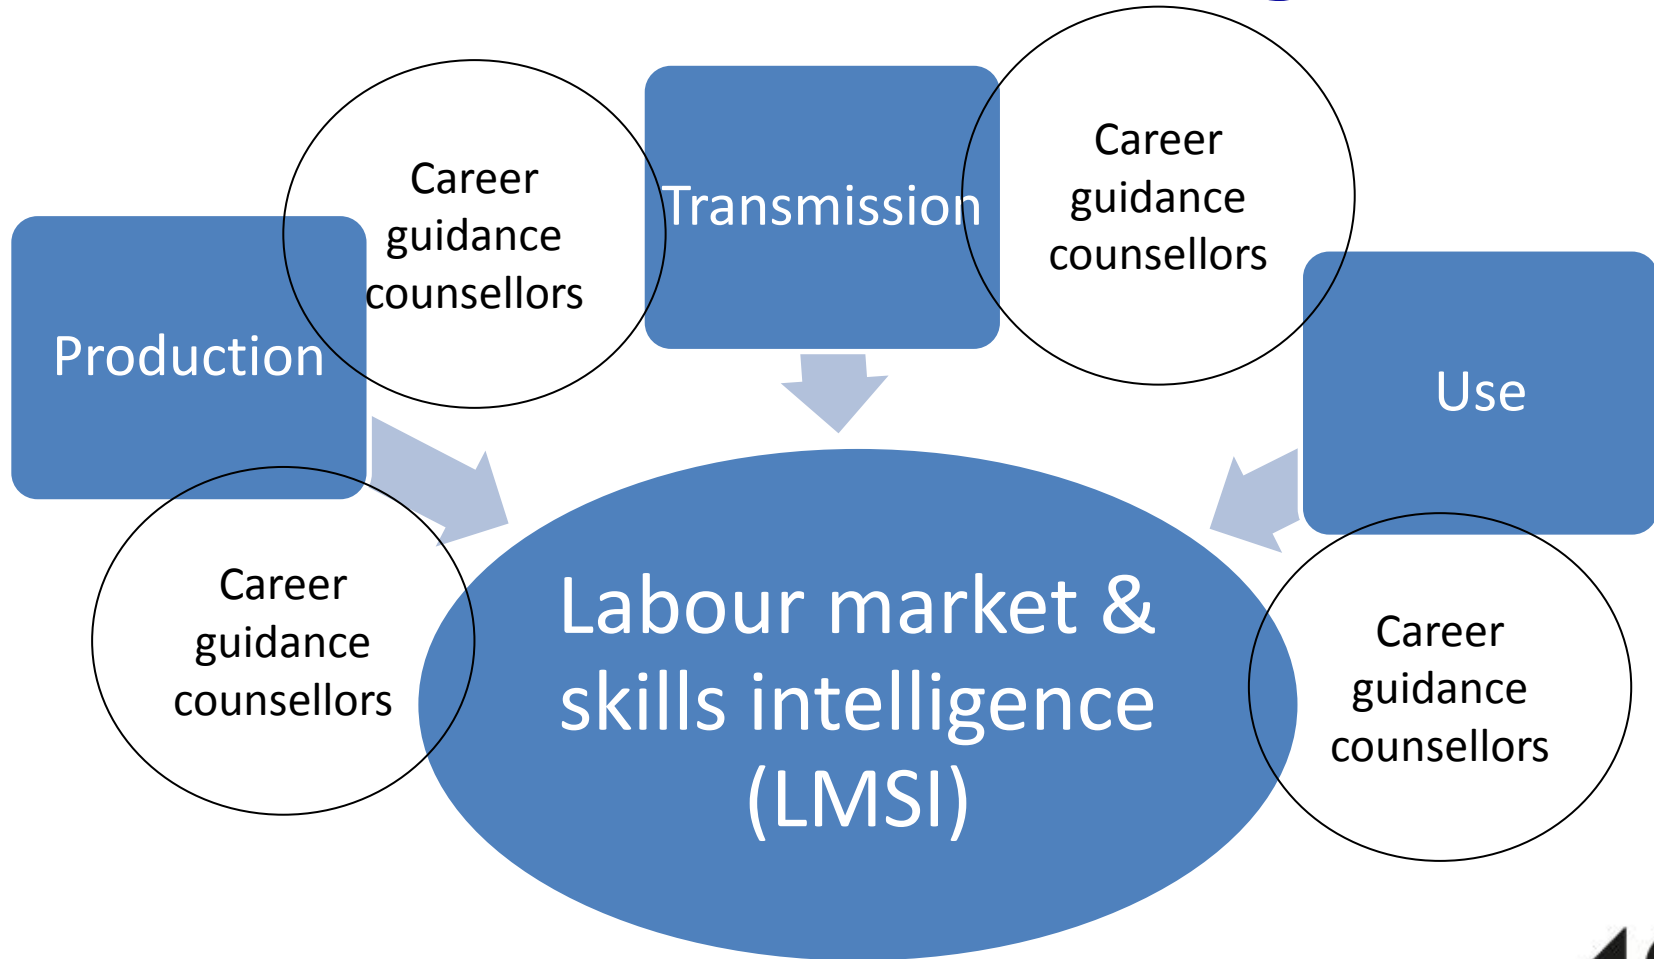 Career
guidance
counsellors
Transmission
Career
guidance
counsellors
Production
Use
Career
guidance
counsellors
Labour market &
skills intelligence
(LMSI)
Career
guidance
counsellors